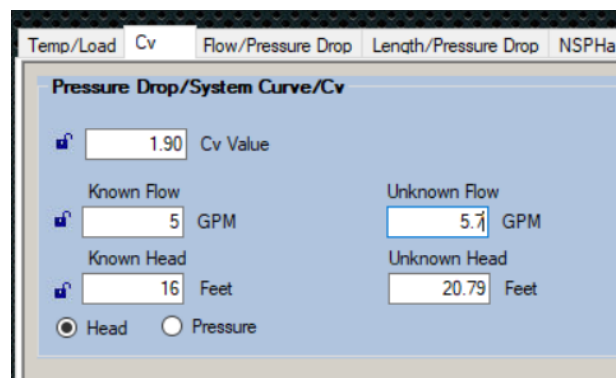 Temp/Load Cv Flow/Pressure Drop Length/Pressure Drop NSPHa
Pressure Drop/System Curve/Cv
1.90 Cv Value
Known Flow Unknown Flow
5 GPM 5.7 GPM
Known Head Unknown Head
16 Feet 20.79 Feet
Head Pressure